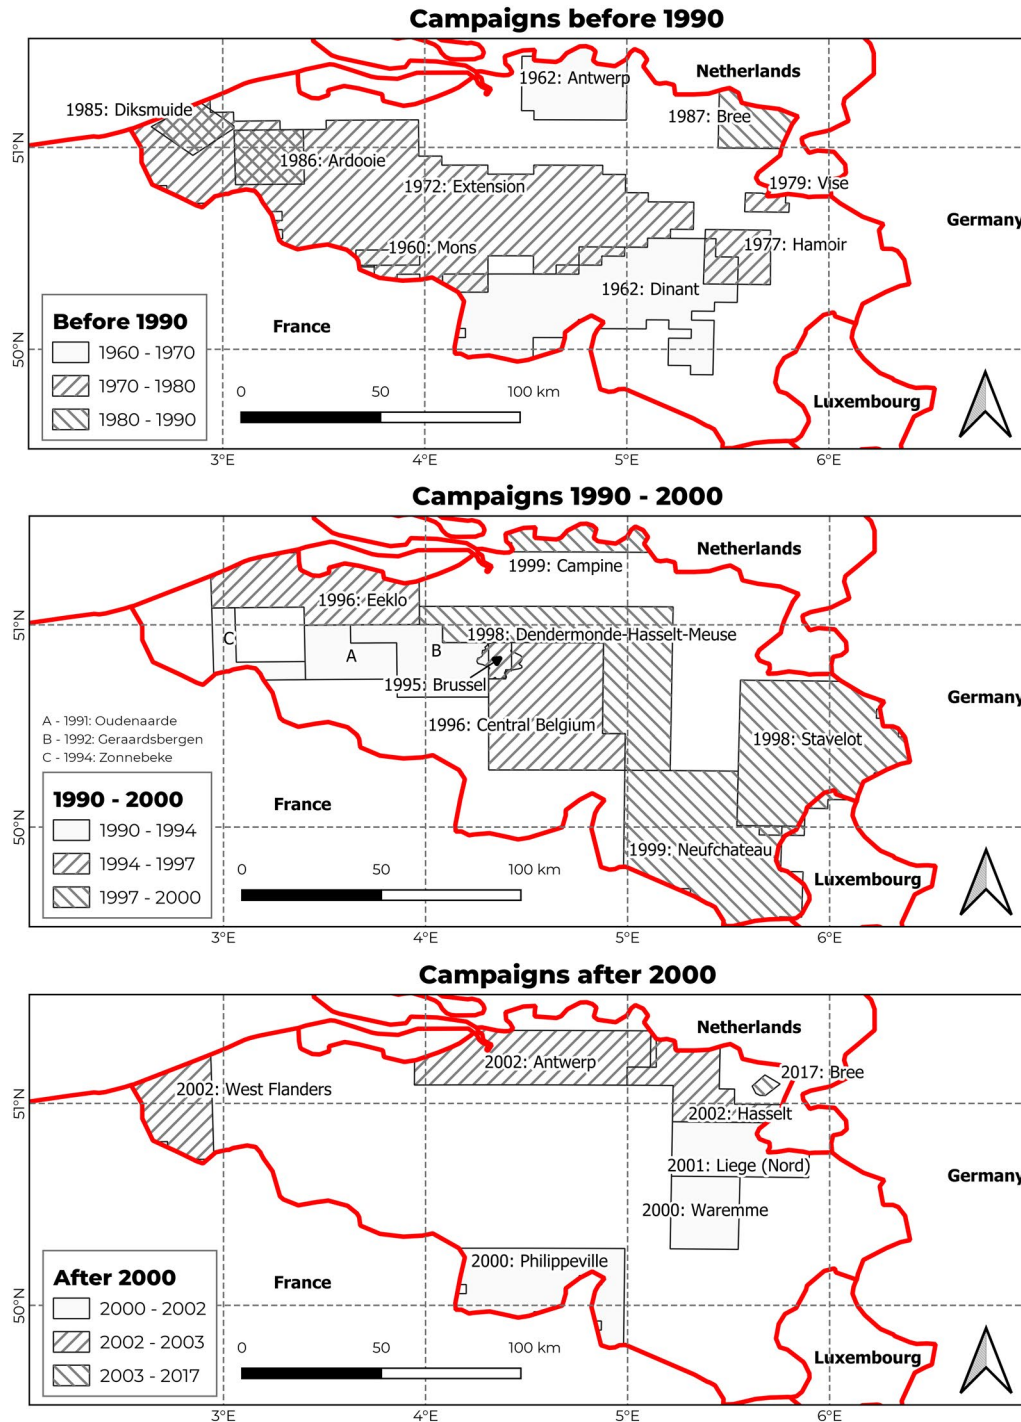 Campaigns before 1990
1962: Antwerp
Netherlands
1985: Diksmuide
1987: Bree
51°N
1986: Ardooie
1972: Extension
1979: Vise
Germany
1960: Mons
1977: Hamoir
1962: Dinant
France
Before 1990
1960 - 1970
1970 - 1980
1980 - 1990
50°N
0 50 100 km
Luxembourg
3°E 4°E 5°E 6°E
Campaigns 1990 - 2000
Netherlands
1999: Campine
1996: Eeklo
51°N
C
A
B
1998: Dendermonde-Hasselt-Meuse
1995: Brussel
Germany
1996: Central Belgium
1998: Stavelot
A - 1991: Oudenaarde
B - 1992: Geraardsbergen
C - 1994: Zonnebeke
1990 - 2000
1990 - 1994
1994 - 1997
1997 - 2000
France
50°N
1999: Neufchateau
0 50 100 km
Luxembourg
3°E 4°E 5°E 6°E
Campaigns after 2000
Netherlands
2002: Antwerp
2017: Bree
2002: West Flanders
51°N
2002: Hasselt
2001: Liege (Nord)
Germany
2000: Waremme
2000: Philippeville
France
After 2000
2000 - 2002
2002 - 2003
2003 - 2017
50°N
0 50 100 km
Luxembourg
3°E 4°E 5°E 6°E